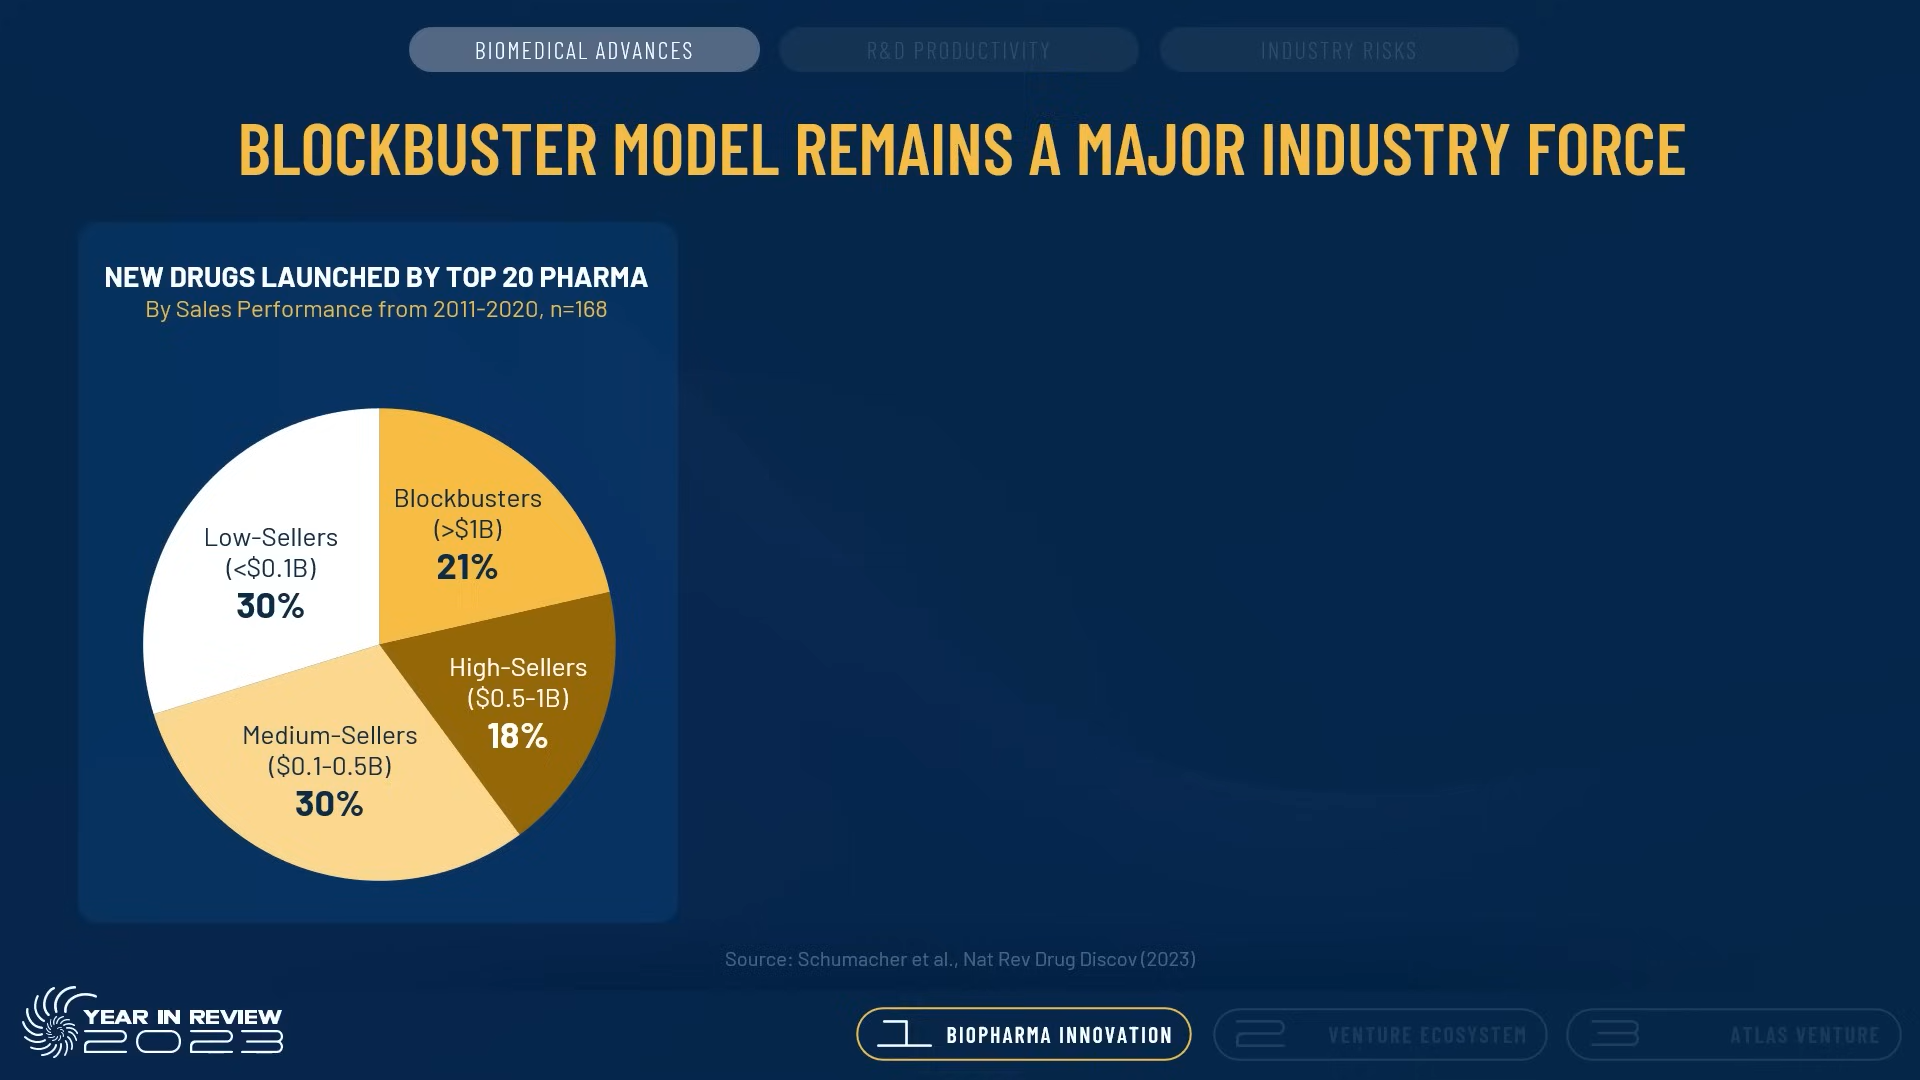 BIOMEDICAL ADVANCES
R&D PRODUCTIVITY
INDUSTRY RISKS
BLOCKBUSTER MODEL REMAINS A MAJOR INDUSTRY FORCE
NEW DRUGS LAUNCHED BY TOP 20 PHARMA
By Sales Performance from 2011-2020, n=168
Blockbusters
(>$1B)
21%
Low-Sellers
(<$0.1B)
30%
High-Sellers
($0.5-1B)
18%
Medium-Sellers
($0.1-0.5B)
30%
Source: Schumacher et al., Nat Rev Drug Discov (2023)
YEAR IN REVIEW
2023
1 BIOPHARMA INNOVATION
2 VENTURE ECOSYSTEM
3 ATLAS VENTURE